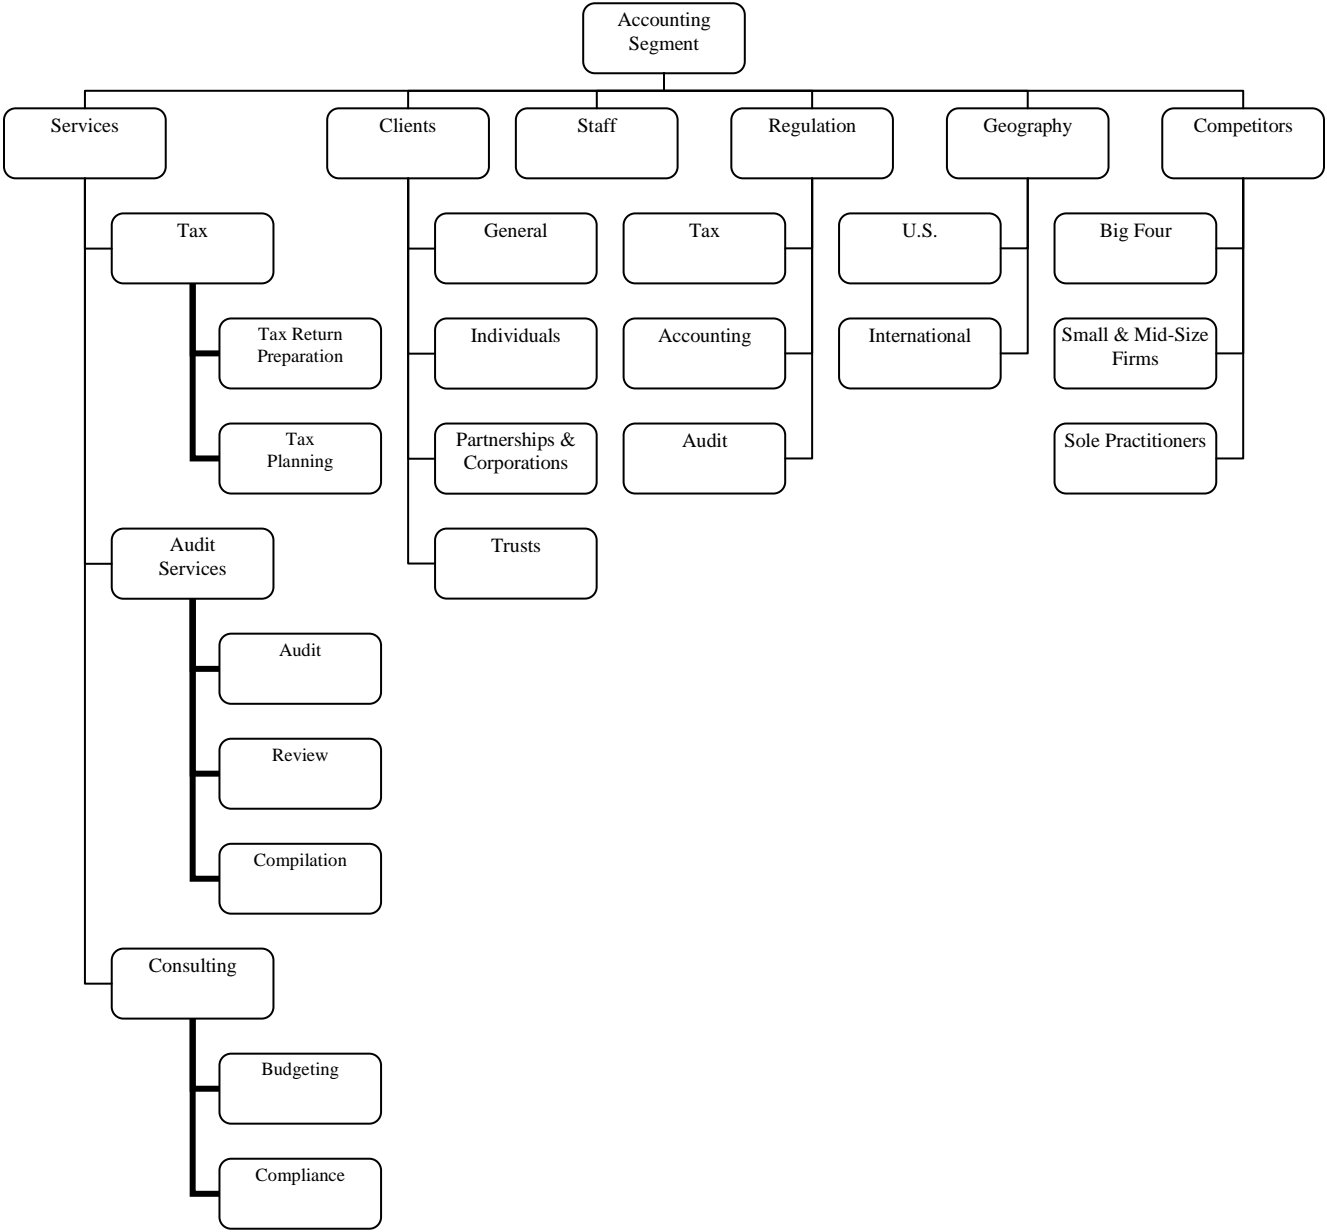 Accounting
Segment
Services
Clients
Staff
Regulation
Geography
Competitors
Tax
General
Tax
U.S.
Big Four
Tax Return
Preparation
Individuals
Accounting
International
Small & Mid-Size
Firms
Tax
Planning
Partnerships &
Corporations
Audit
Sole Practitioners
Audit
Services
Trusts
Audit
Review
Compilation
Consulting
Budgeting
Compliance